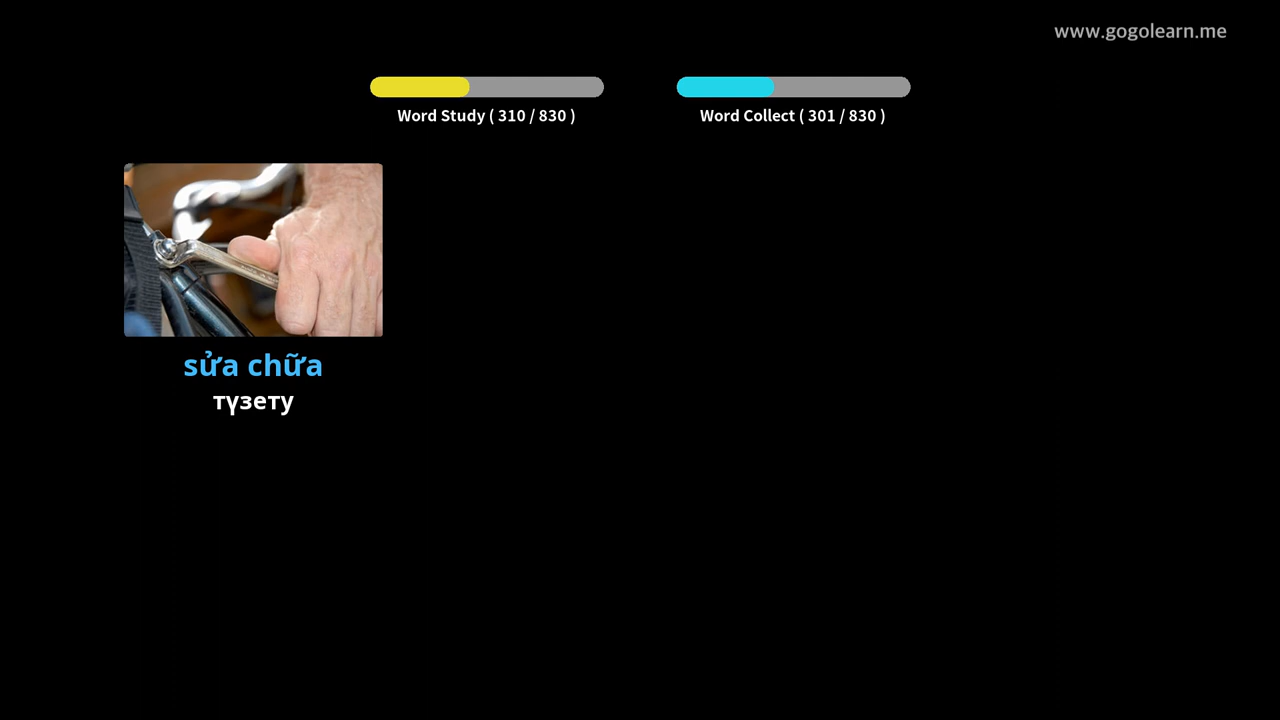 www.gogolearn.me
Word Study ( 310 / 830 )
Word Collect ( 301 / 830 )
sửa chữa
түзету